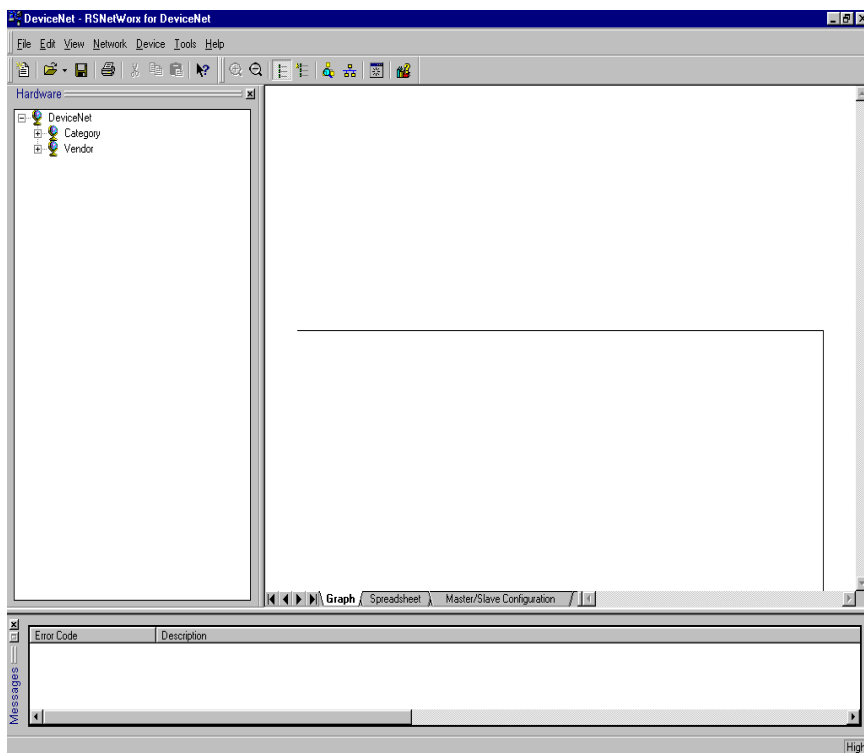 DeviceNet - RSNetWorx for DeviceNet
File Edit View Network Device Tools Help
Hardware
DeviceNet
Category
Vendor
Graph Spreadsheet Master/Slave Configuration
Error Code Description
Messages
High